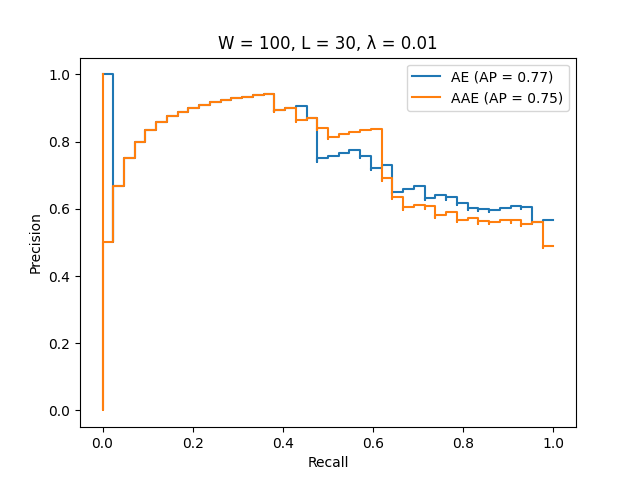 W = 100, L = 30, λ = 0.01
AE (AP = 0.77)
AAE (AP = 0.75)
Precision
1.0
0.8
0.6
0.4
0.2
0.0
0.0 0.2 0.4 0.6 0.8 1.0
Recall